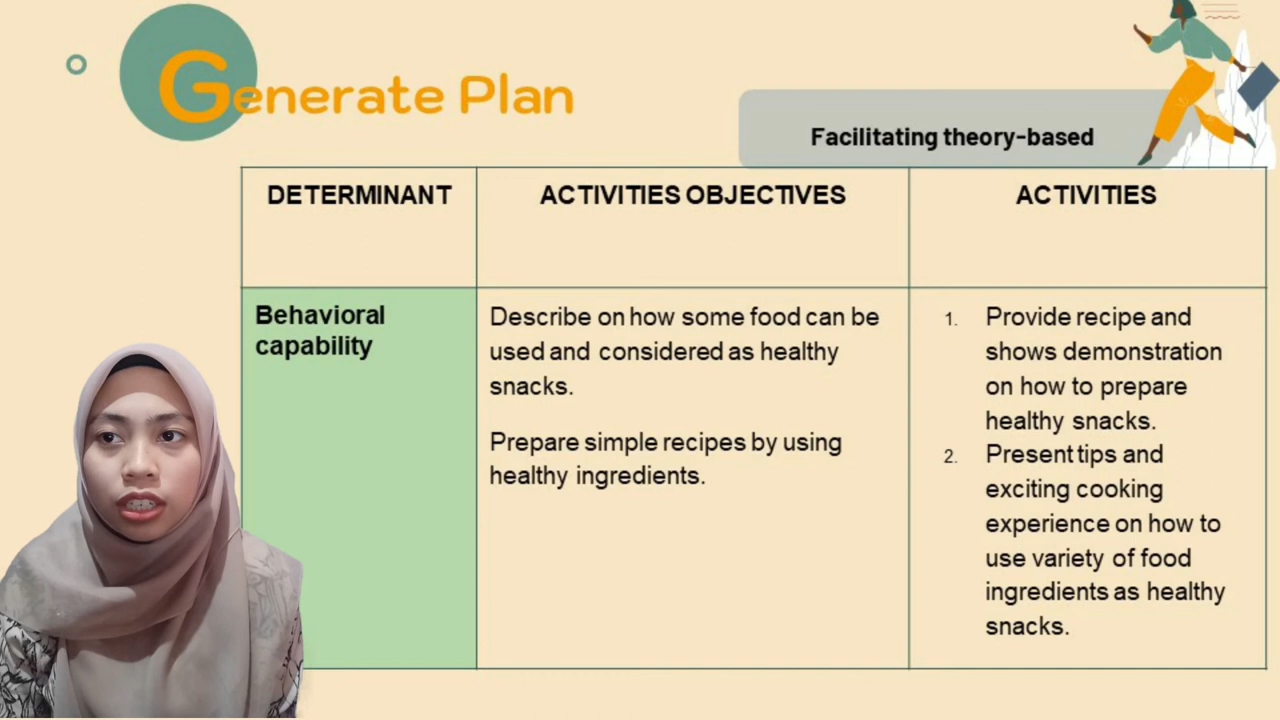 Generate Plan
Facilitating theory-based
DETERMINANT
ACTIVITIES OBJECTIVES
ACTIVITIES
Behavioral
capability
Describe on how some food can be
used and considered as healthy
snacks.
Prepare simple recipes by using
healthy ingredients.
1. Provide recipe and
shows demonstration
on how to prepare
healthy snacks.
2. Present tips and
exciting cooking
experience on how to
use variety of food
ingredients as healthy
snacks.